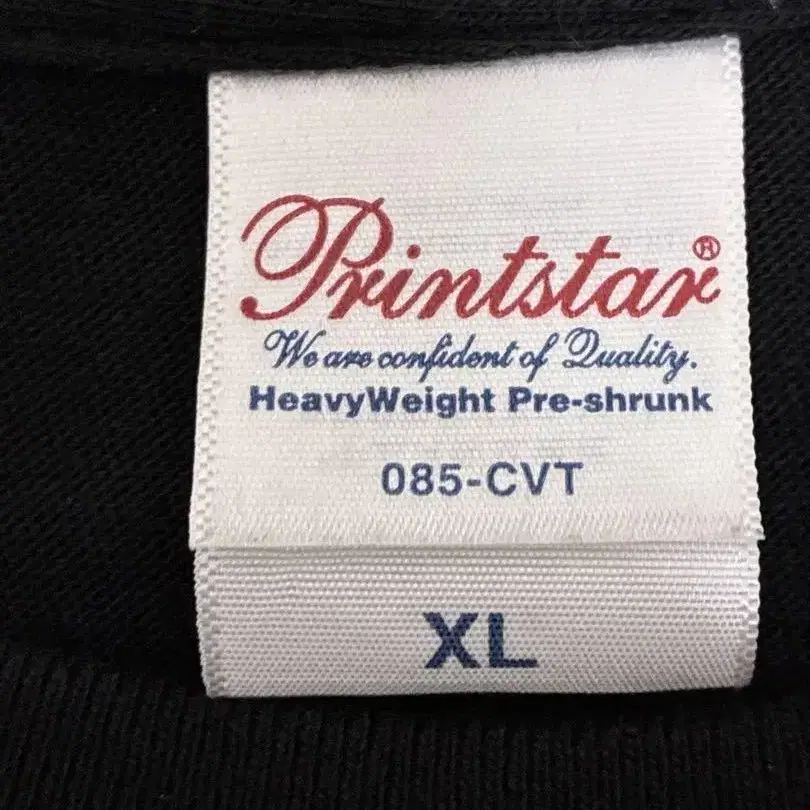 Printstar®
We are confident of Quality.
HeavyWeight Pre-shrunk
085-CVT
XL